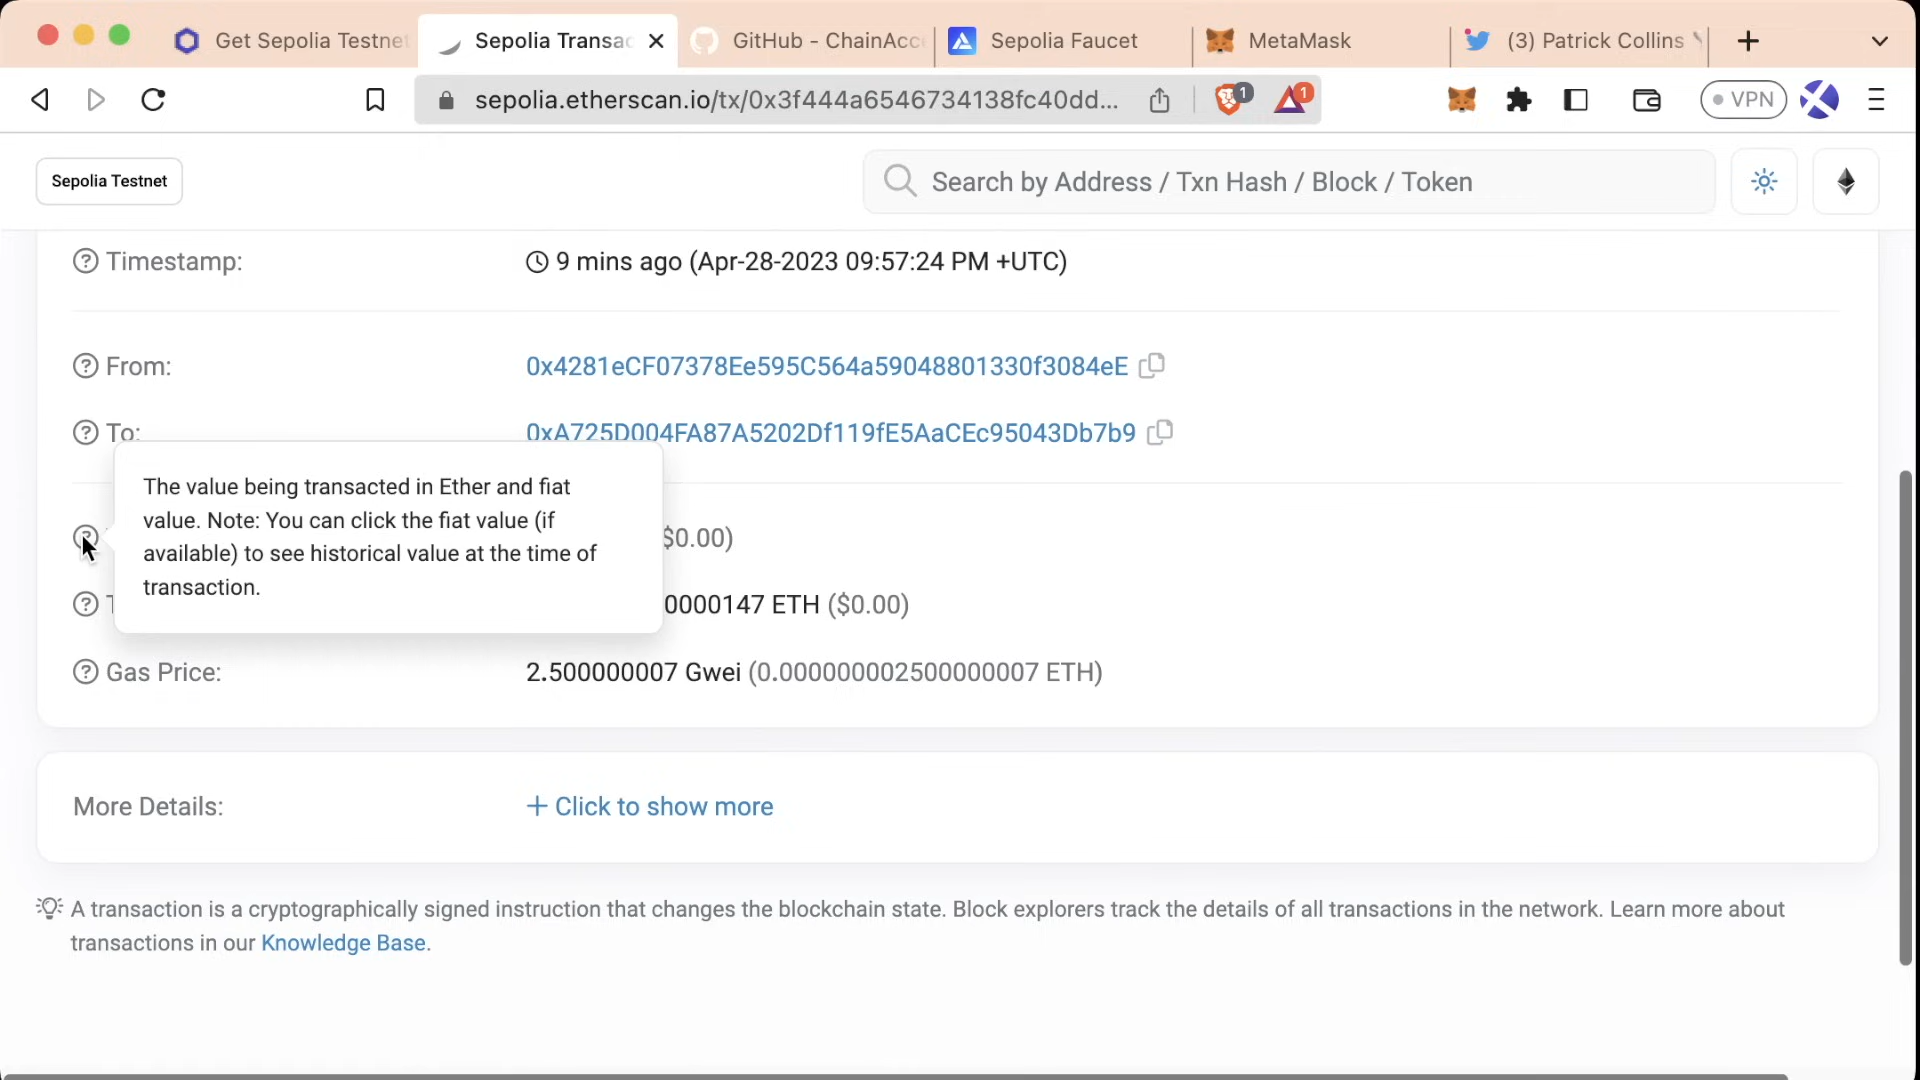 Get Sepolia Testnet
Sepolia Transac
GitHub - ChainAcc
Sepolia Faucet
MetaMask
(3) Patrick Collins
sepolia.etherscan.io/tx/0x3f444a6546734138fc40dd...
1
1
VPN
Sepolia Testnet
Search by Address / Txn Hash / Block / Token
Timestamp:
9 mins ago (Apr-28-2023 09:57:24 PM +UTC)
From:
0x4281eCF07378Ee595C564a59048801330f3084eE
To:
0xA725D004FA87A5202Df119fE5AaCEc95043Db7b9
The value being transacted in Ether and fiat
value. Note: You can click the fiat value (if
available) to see historical value at the time of
transaction.
$0.00)
0000147 ETH ($0.00)
Gas Price:
2.500000007 Gwei (0.000000002500000007 ETH)
More Details:
+ Click to show more
A transaction is a cryptographically signed instruction that changes the blockchain state. Block explorers track the details of all transactions in the network. Learn more about
transactions in our Knowledge Base.